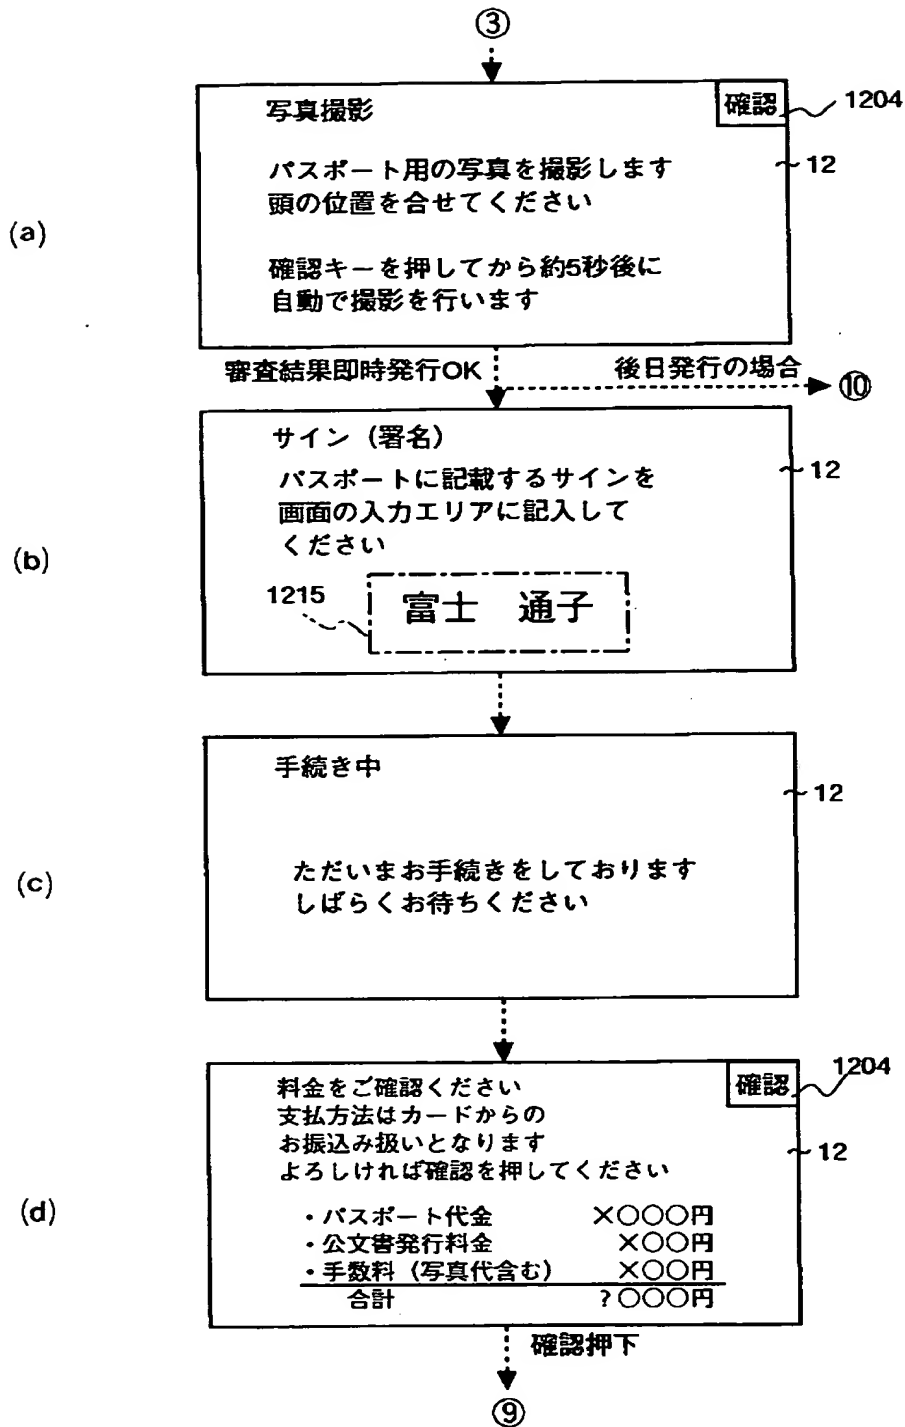 ③
写真撮影
確認
1204
12
パスポート用の写真を撮影します
頭の位置を合せてください
(a)
確認キーを押してから約5秒後に
自動で撮影を行います
審査結果即時発行OK
後日発行の場合
⑩
サイン（署名）
12
パスポートに記載するサインを
画面の入力エリアに記入して
ください
(b)
1215
富士　通子
手続き中
12
ただいまお手続きをしております
しばらくお待ちください
(c)
料金をご確認ください
確認
1204
支払方法はカードからの
お振込み扱いとなります
12
よろしければ確認を押してください
(d)
・パスポート代金 ×○○○円
・公文書発行料金 ×○○円
・手数料（写真代含む） ×○○円
合計 ?○○○円
確認押下
⑨